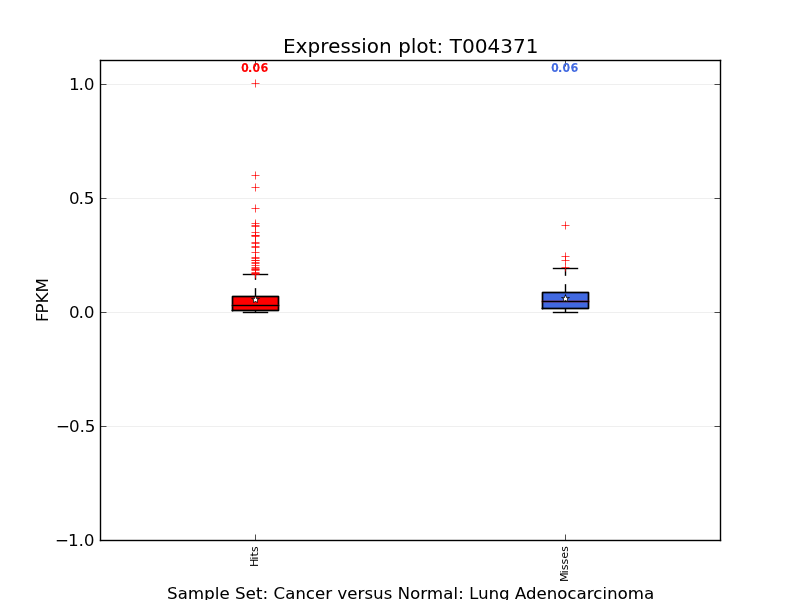 Expression plot: T004371
0.06 0.06
1.0
0.5
0.0
−0.5
−1.0
FPKM
Hits Misses
Sample Set: Cancer versus Normal: Lung Adenocarcinoma